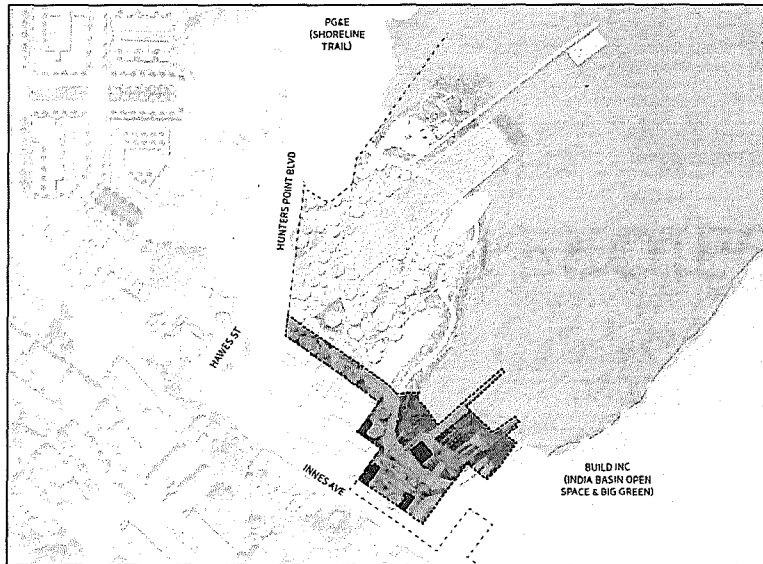 PG&E
(SHORELINE
TRAIL)
HUNTERS POINT BLVD
HAWES ST
INNES AVE
BUILD INC
(INDIA BASIN OPEN
SPACE & BIG GREEN)